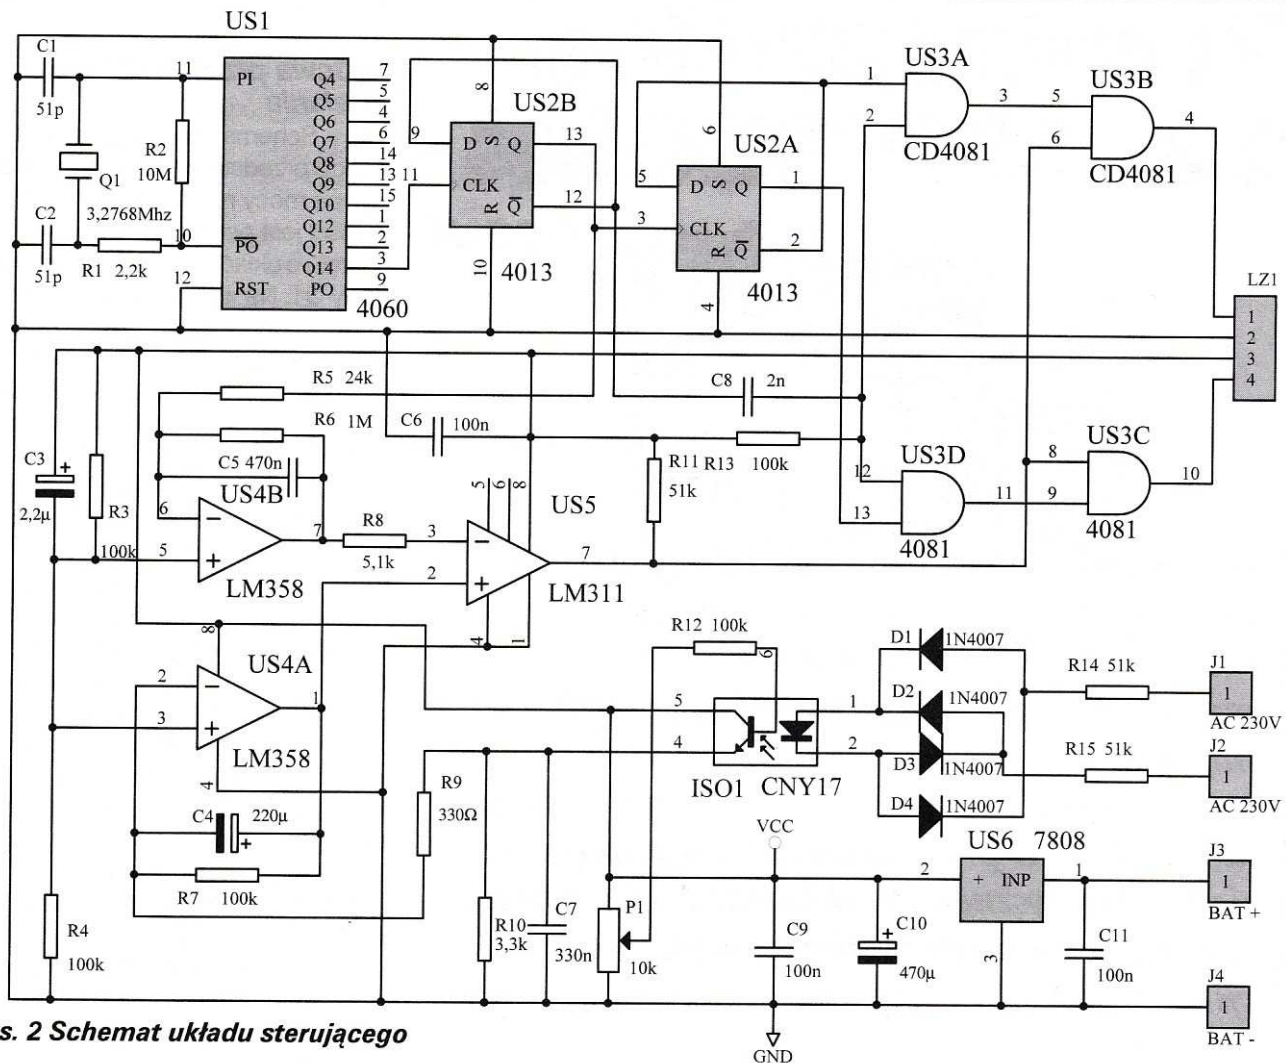 US1
C1
51p
11
PI
Q4 7
Q5 5
Q6 4
Q7 6
Q8 14
Q9 13
Q10 15
Q12 1
Q13 2
Q14 3
PO 9
R2
10M
Q1
3,2768Mhz
C2
51p
R1 2,2k
10
PO
12
RST
4060
8
US2B
9
D S Q
13
11
CLK
R Q
12
10
4013
6
US2A
5
D S Q
1
3
CLK
R Q
2
4
4013
US3A
1
2
3
CD4081
US3B
5
6
4
CD4081
LZ1
1
2
3
4
R5 24k
R6 1M
C5 470n
C6
100n
C8 2n
C3
+
2,2µ
R3
100k
US4B
6
5
7
−
+
LM358
R8
5,1k
US5
5 6 8
3
2
−
+
7
4
1
LM311
R11
51k
R13
100k
US3D
12
13
11
4081
US3C
8
9
10
4081
US4A
8
2
3
−
+
1
4
LM358
C4
220µ
+
R7 100k
R9
330Ω
R4
100k
R10
3,3k
C7
330n
P1
10k
R12 100k
6
5
4
1
2
ISO1 CNY17
D1 1N4007
D2 1N4007
D3 1N4007
D4 1N4007
R14 51k
R15 51k
J1
1
AC 230V
J2
1
AC 230V
VCC
US6 7808
2
+ INP
1
3
J3
1
BAT +
C9
100n
C10
+
470µ
C11
100n
J4
1
BAT -
GND
s. 2 Schemat układu sterującego